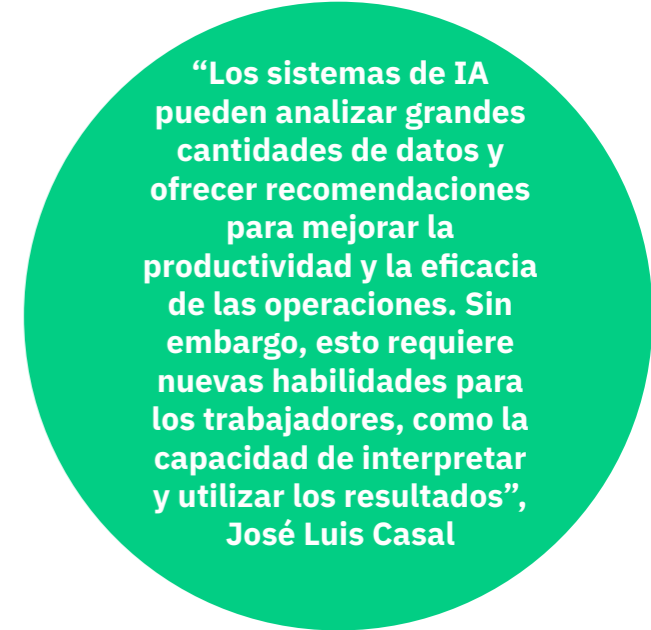 “Los sistemas de IA
pueden analizar grandes
cantidades de datos y
ofrecer recomendaciones
para mejorar la
productividad y la eficacia
de las operaciones. Sin
embargo, esto requiere
nuevas habilidades para
los trabajadores, como la
capacidad de interpretar
y utilizar los resultados”,
José Luis Casal